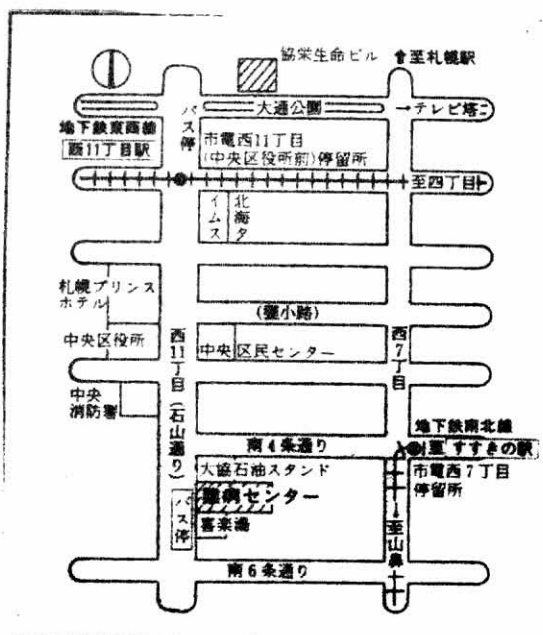 協栄生命ビル
至札幌駅
大通公園
→テレビ塔
バス停
地下鉄東西線
西11丁目駅
市電西11丁目
(中央区役所前)停留所
至四丁目
北海タ
イムス
札幌プリンス
ホテル
(狸小路)
中央区役所
中央区民センター
西11丁目(石山通り)
西7丁目
中央
消防署
地下鉄南北線
至すすきの駅
南4条通り
市電西7丁目
停留所
大協石油スタンド
難病センター
バス停
喜楽湯
→至山鼻
南6条通り